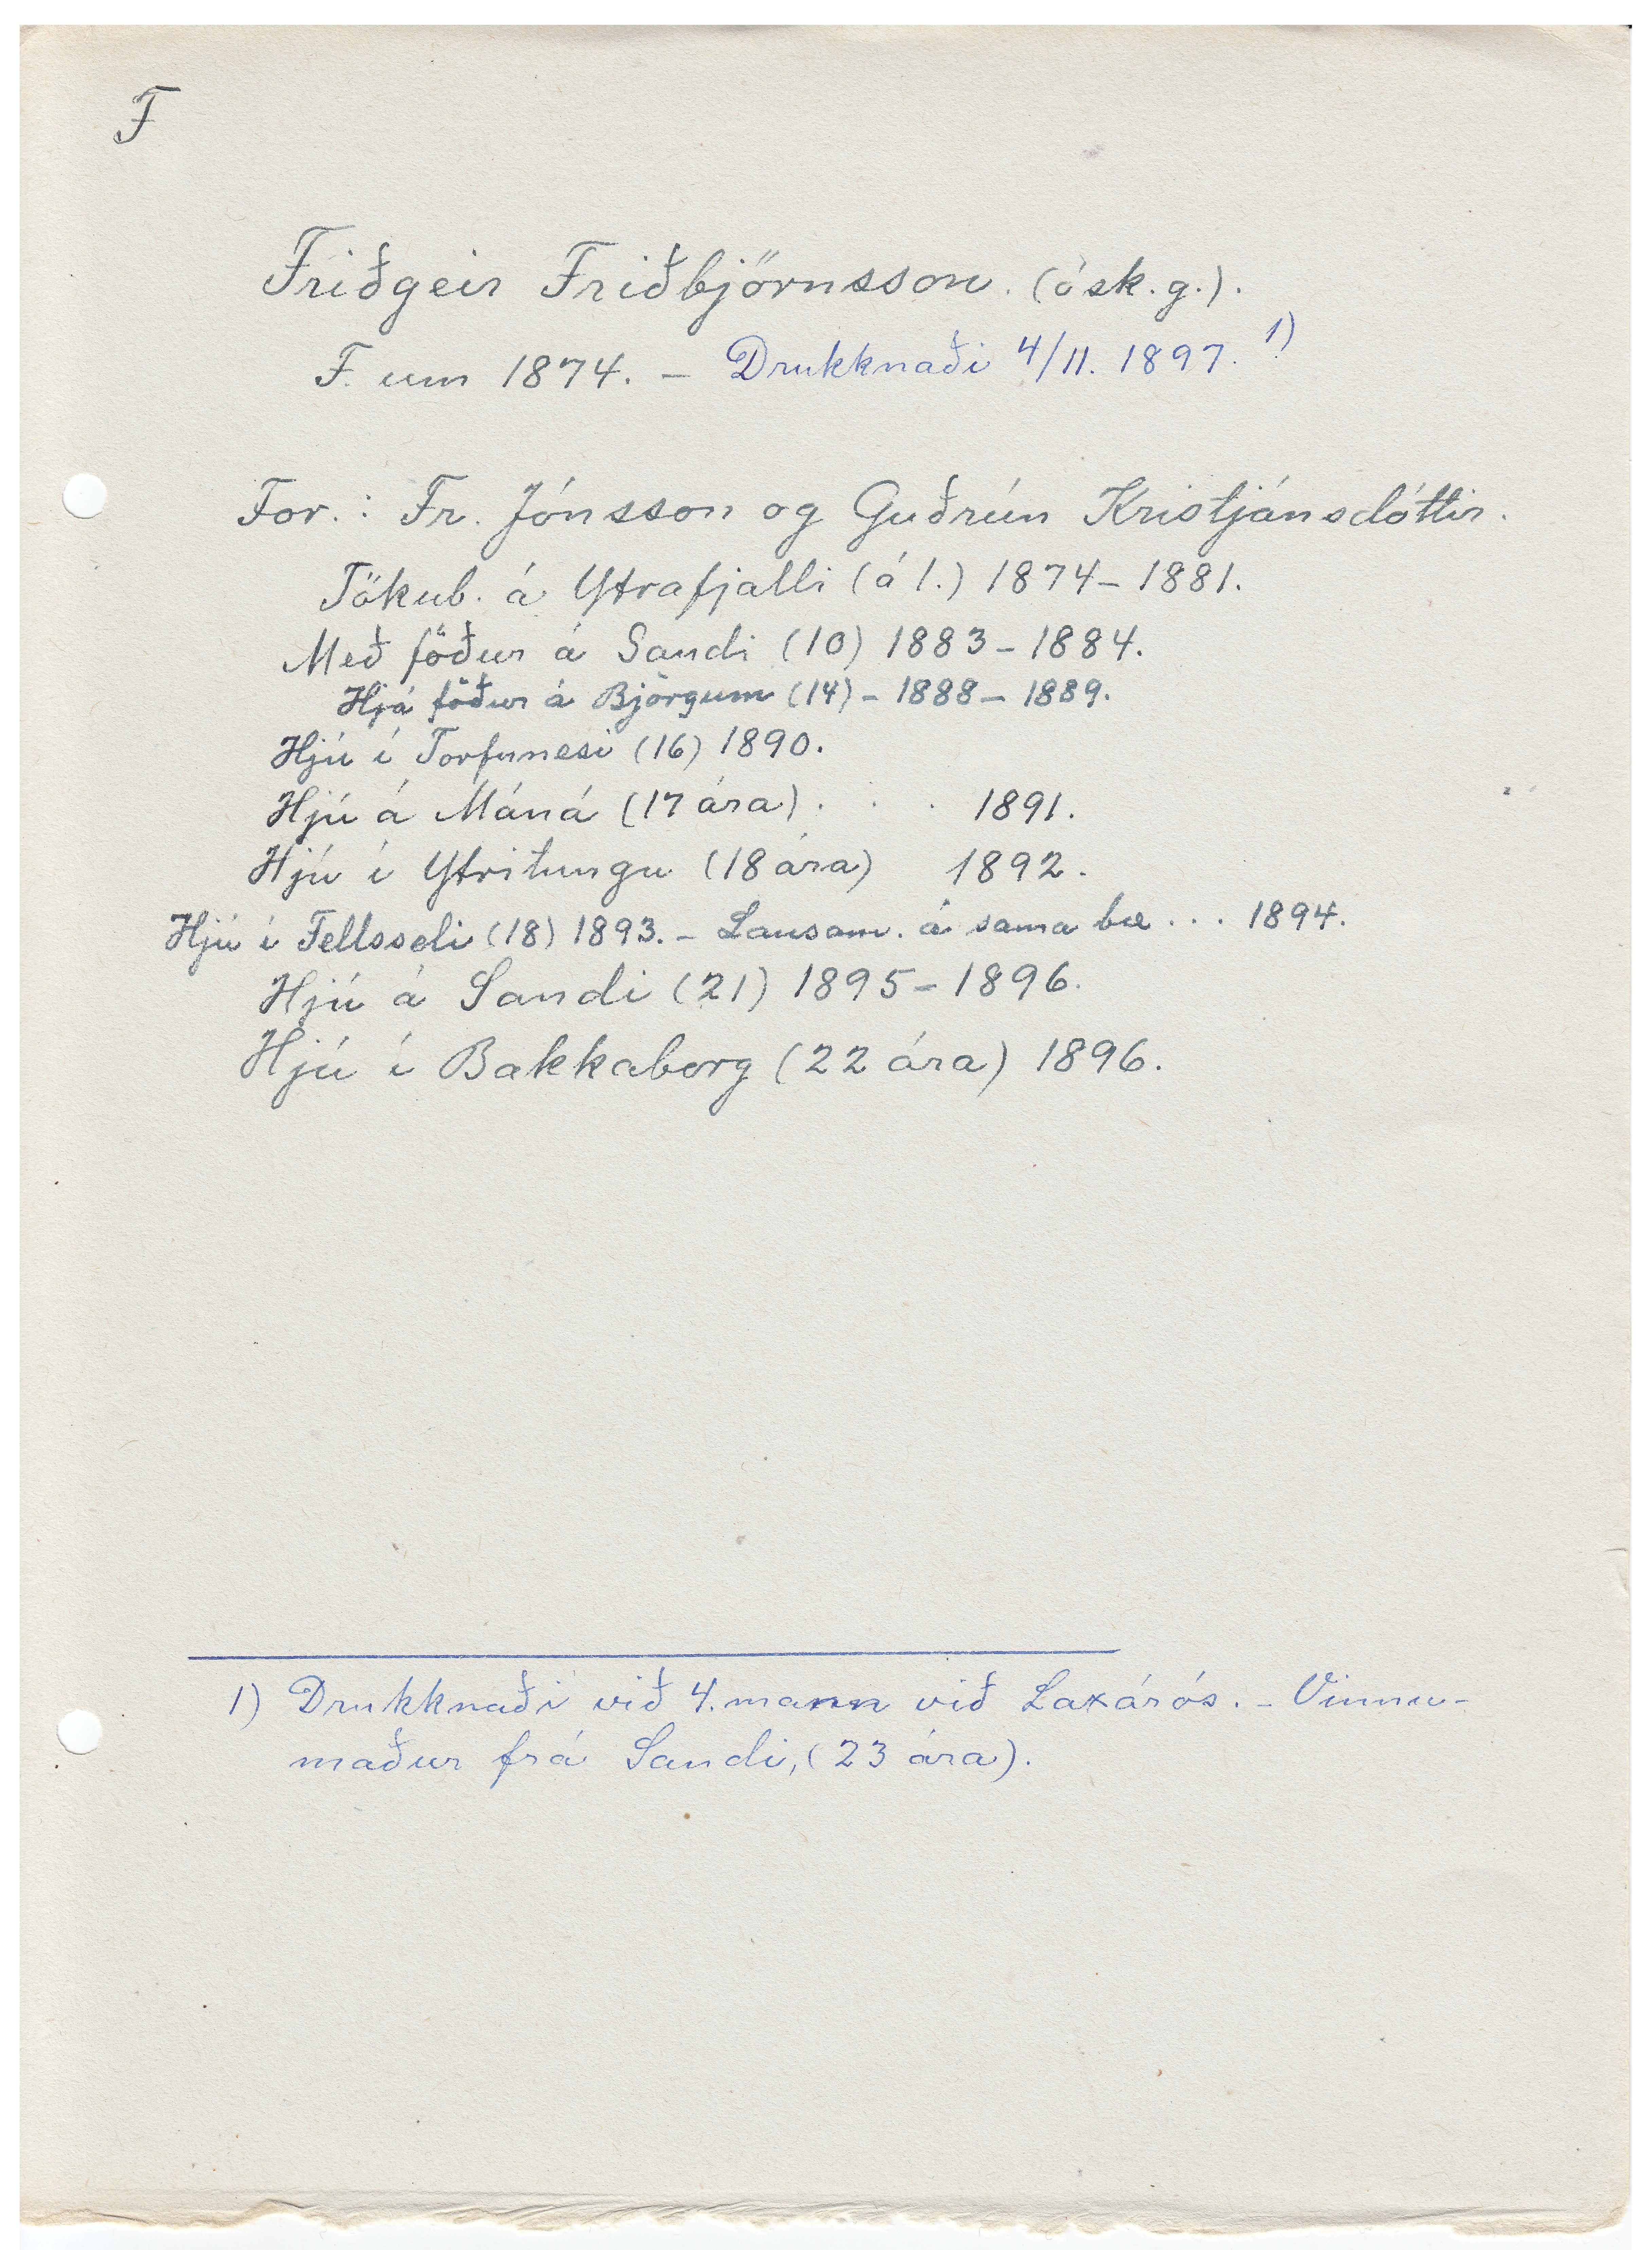 F
Friðgeir Friðbjörnsson. (ósk.g.).
F. um 1874. – Drukknaði 4/11. 1897. 1)
For.: Fr. Jónsson og Guðrún Kristjánsdóttir.
Tökub. á Ytrafjalli (á 1.) 1874–1881.
Með föður á Sandi (10) 1883–1884.
Hjá föður á Björgum (14) – 1888–1889.
Hjú í Torfunesi (16) 1890.
Hjú á Máná (17 ára) . . . 1891.
Hjú í Ytritungu (18 ára) 1892.
Hjú í Fellsseli (18) 1893. – Lausam. á sama bæ . . . 1894.
Hjú á Sandi (21) 1895–1896.
Hjú í Bakkaborg (22 ára) 1896.
1) Drukknaði við 4. mann við Laxárós. – Vinnu-
maður frá Sandi, (23 ára).